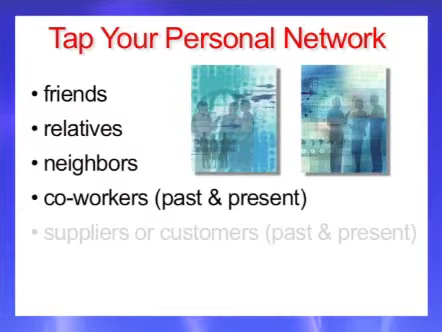 Tap Your Personal Network
• friends
• relatives
• neighbors
• co-workers (past & present)
• suppliers or customers (past & present)